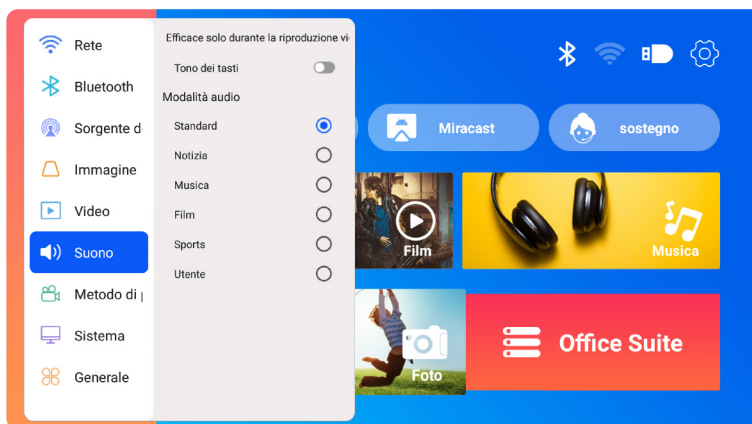 Rete
Bluetooth
Sorgente d
Immagine
Video
Suono
Metodo di
Sistema
Generale
Efficace solo durante la riproduzione vi
Tono dei tasti
Modalità audio
Standard
Notizia
Musica
Film
Sports
Utente
Miracast
sostegno
Film
Musica
Foto
Office Suite